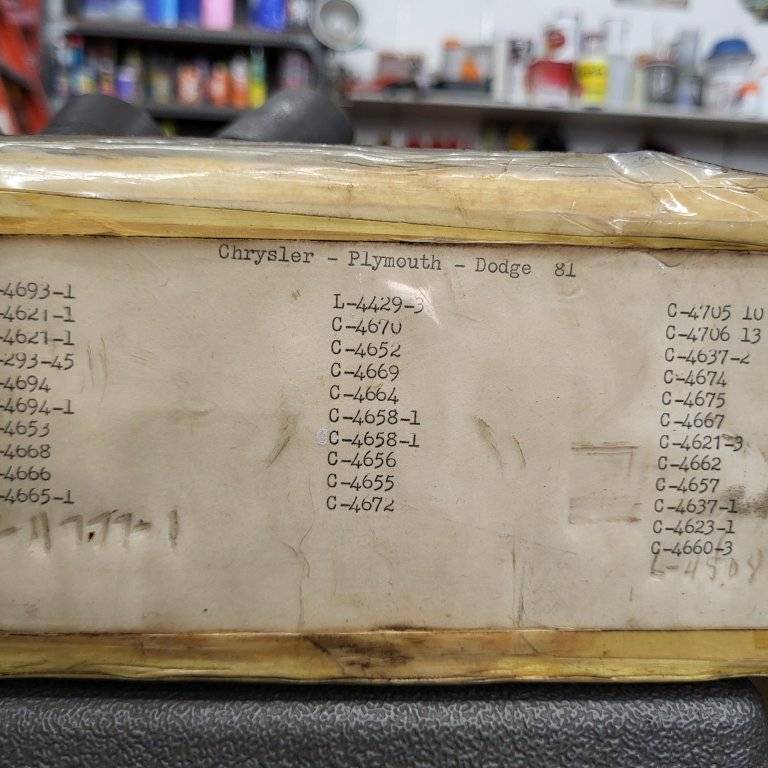 Chrysler - Plymouth - Dodge 81
-4693-1
-4621-1
-4621-1
-293-45
-4694
-4694-1
-4653
-4668
-4666
-4665-1
L-4429-3
C-4670
C-4652
C-4669
C-4664
C-4658-1
C-4658-1
C-4656
C-4655
C-4672
C-4705 10
C-4706 13
C-4637-2
C-4674
C-4675
C-4667
C-4621-3
C-4662
C-4657
C-4637-1
C-4623-1
C-4660-3